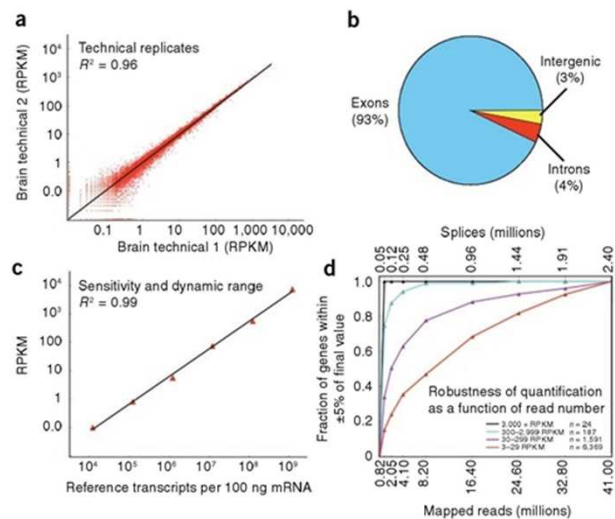 a
Technical replicates
R² = 0.96
Brain technical 2 (RPKM)
10⁴
10³
100
10
1
0.0
0.1 1 10 100 1,000 10,000
Brain technical 1 (RPKM)
b
Exons
(93%)
Intergenic
(3%)
Introns
(4%)
c
Sensitivity and dynamic range
R² = 0.99
RPKM
10⁴
10³
100
10
1
0.0
10⁴ 10⁵ 10⁶ 10⁷ 10⁸ 10⁹
Reference transcripts per 100 ng mRNA
d
Splices (millions)
0.05 0.12 0.25 0.48 0.96 1.44 1.91 2.40
Fraction of genes within
±5% of final value
1.0
0.8
0.6
0.4
0.2
0
Robustness of quantification
as a function of read number
3,000 + RPKM n = 24
300–2,999 RPKM n = 187
30–299 RPKM n = 1,591
3–29 RPKM n = 6,369
0.82 2.05 4.10 8.20 16.40 24.60 32.80 41.00
Mapped reads (millions)